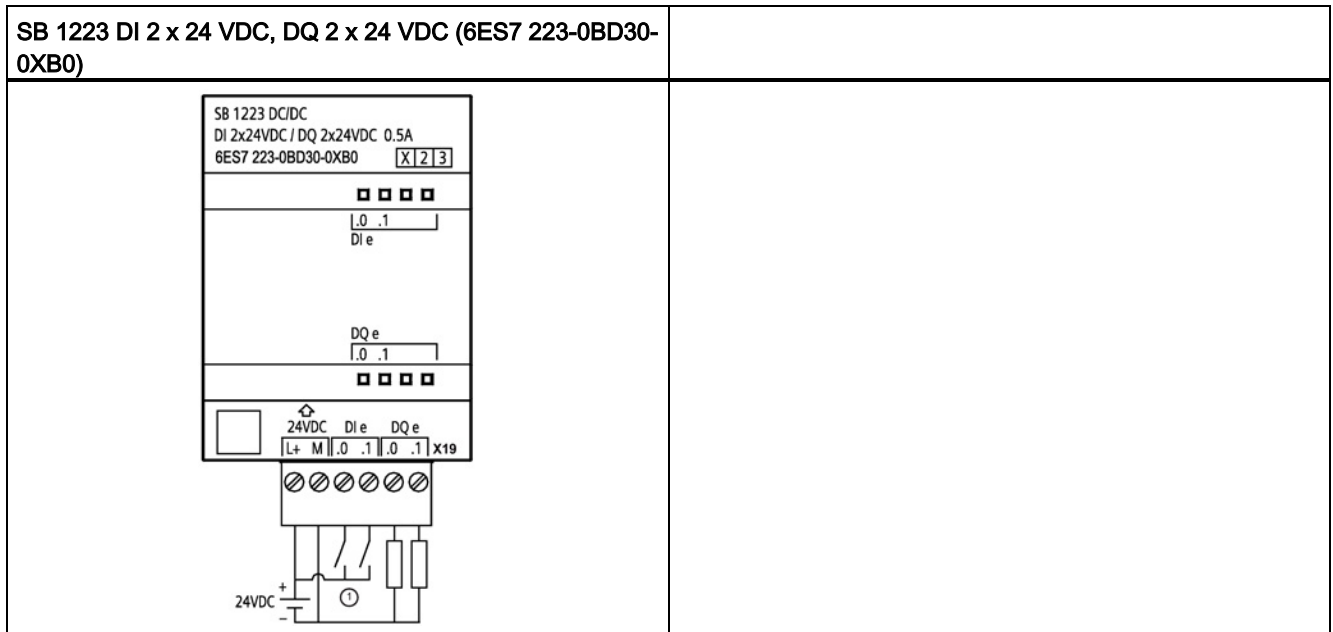 SB 1223 DI 2 x 24 VDC, DQ 2 x 24 VDC (6ES7 223-0BD30-
0XB0)
SB 1223 DC/DC
DI 2x24VDC / DQ 2x24VDC 0.5A
6ES7 223-0BD30-0XB0 X 2 3
.0 .1
DI e
DQ e
.0 .1
24VDC DI e DQ e
L+ M .0 .1 .0 .1 X19
+
24VDC ①
–